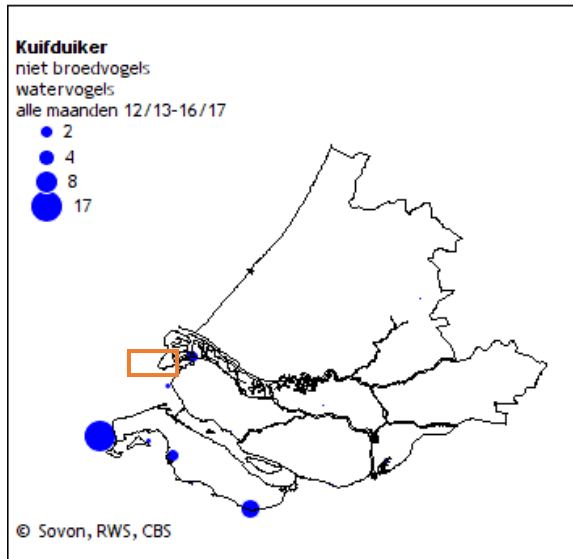 Kuifduiker
niet broedvogels
watervogels
alle maanden 12/13-16/17
2
4
8
17
© Sovon, RWS, CBS